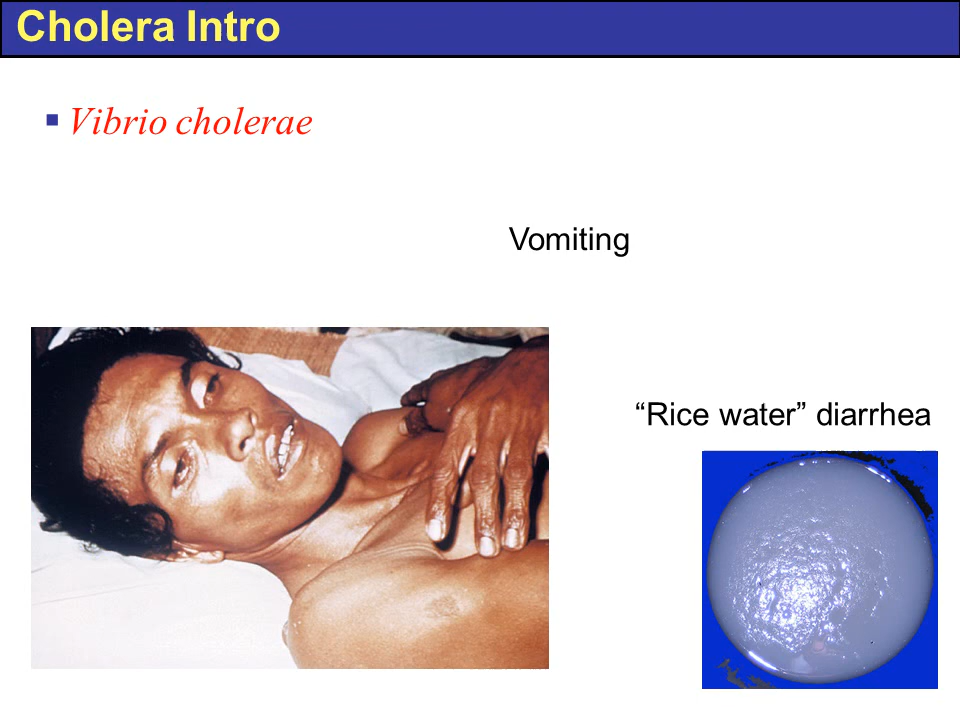 Cholera Intro
Vibrio cholerae
Vomiting
“Rice water” diarrhea